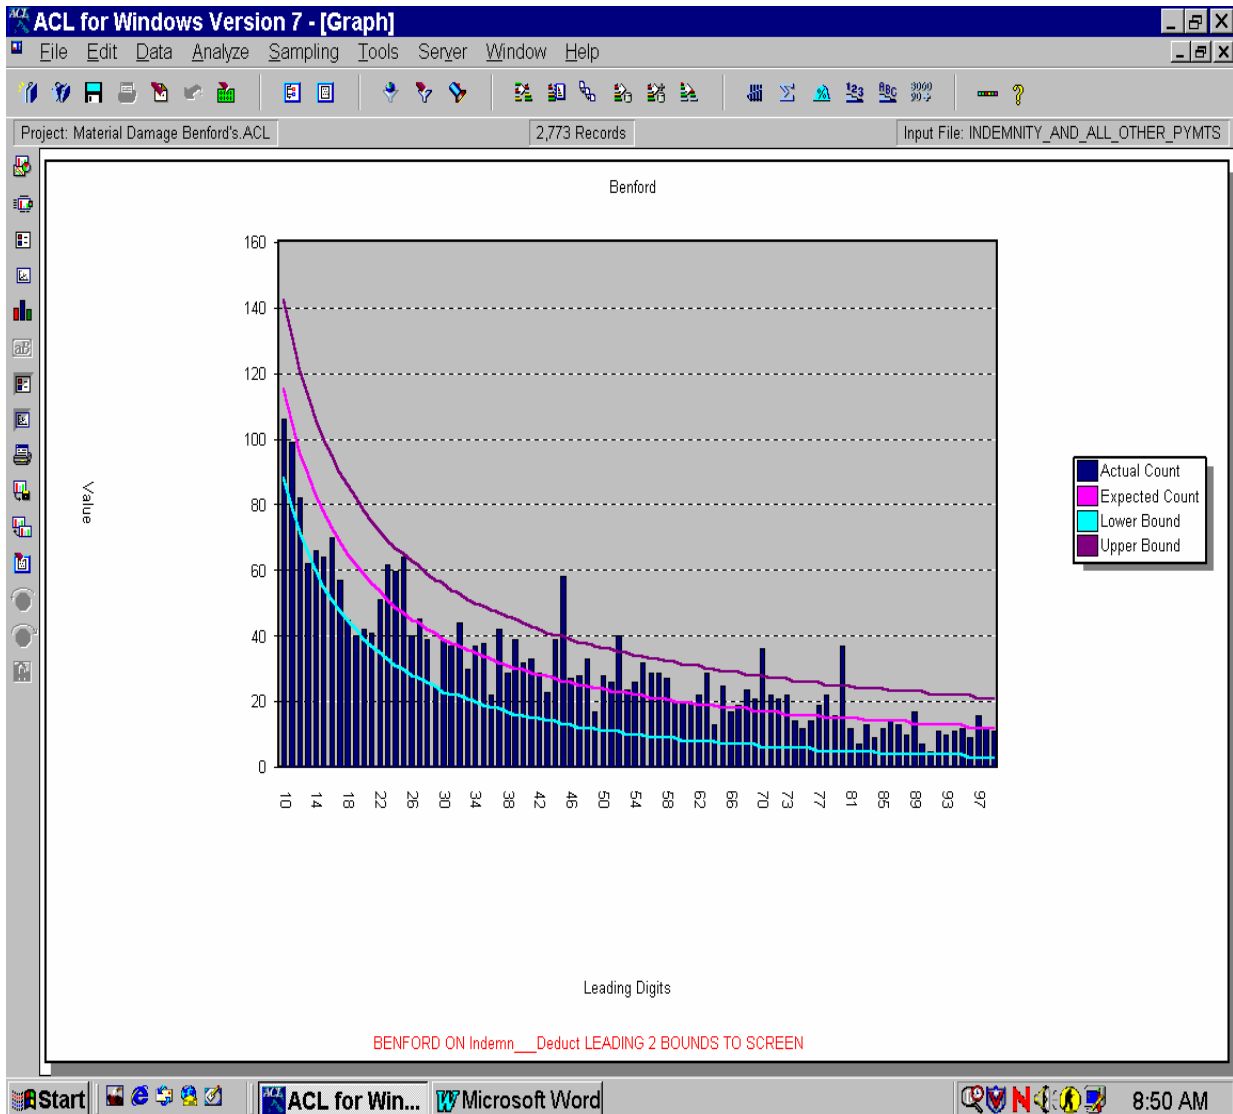 ACL for Windows Version 7 - [Graph]
File Edit Data Analyze Sampling Tools Server Window Help
Project: Material Damage Benford's.ACL 2,773 Records Input File: INDEMNITY_AND_ALL_OTHER_PYMTS
Benford
160
140
120
100
80
60
40
20
0
Value
10 14 18 22 26 30 34 38 42 46 50 54 58 62 66 70 73 77 81 85 89 93 97
Actual Count
Expected Count
Lower Bound
Upper Bound
Leading Digits
BENFORD ON Indemn___Deduct LEADING 2 BOUNDS TO SCREEN
Start ACL for Win... Microsoft Word 8:50 AM